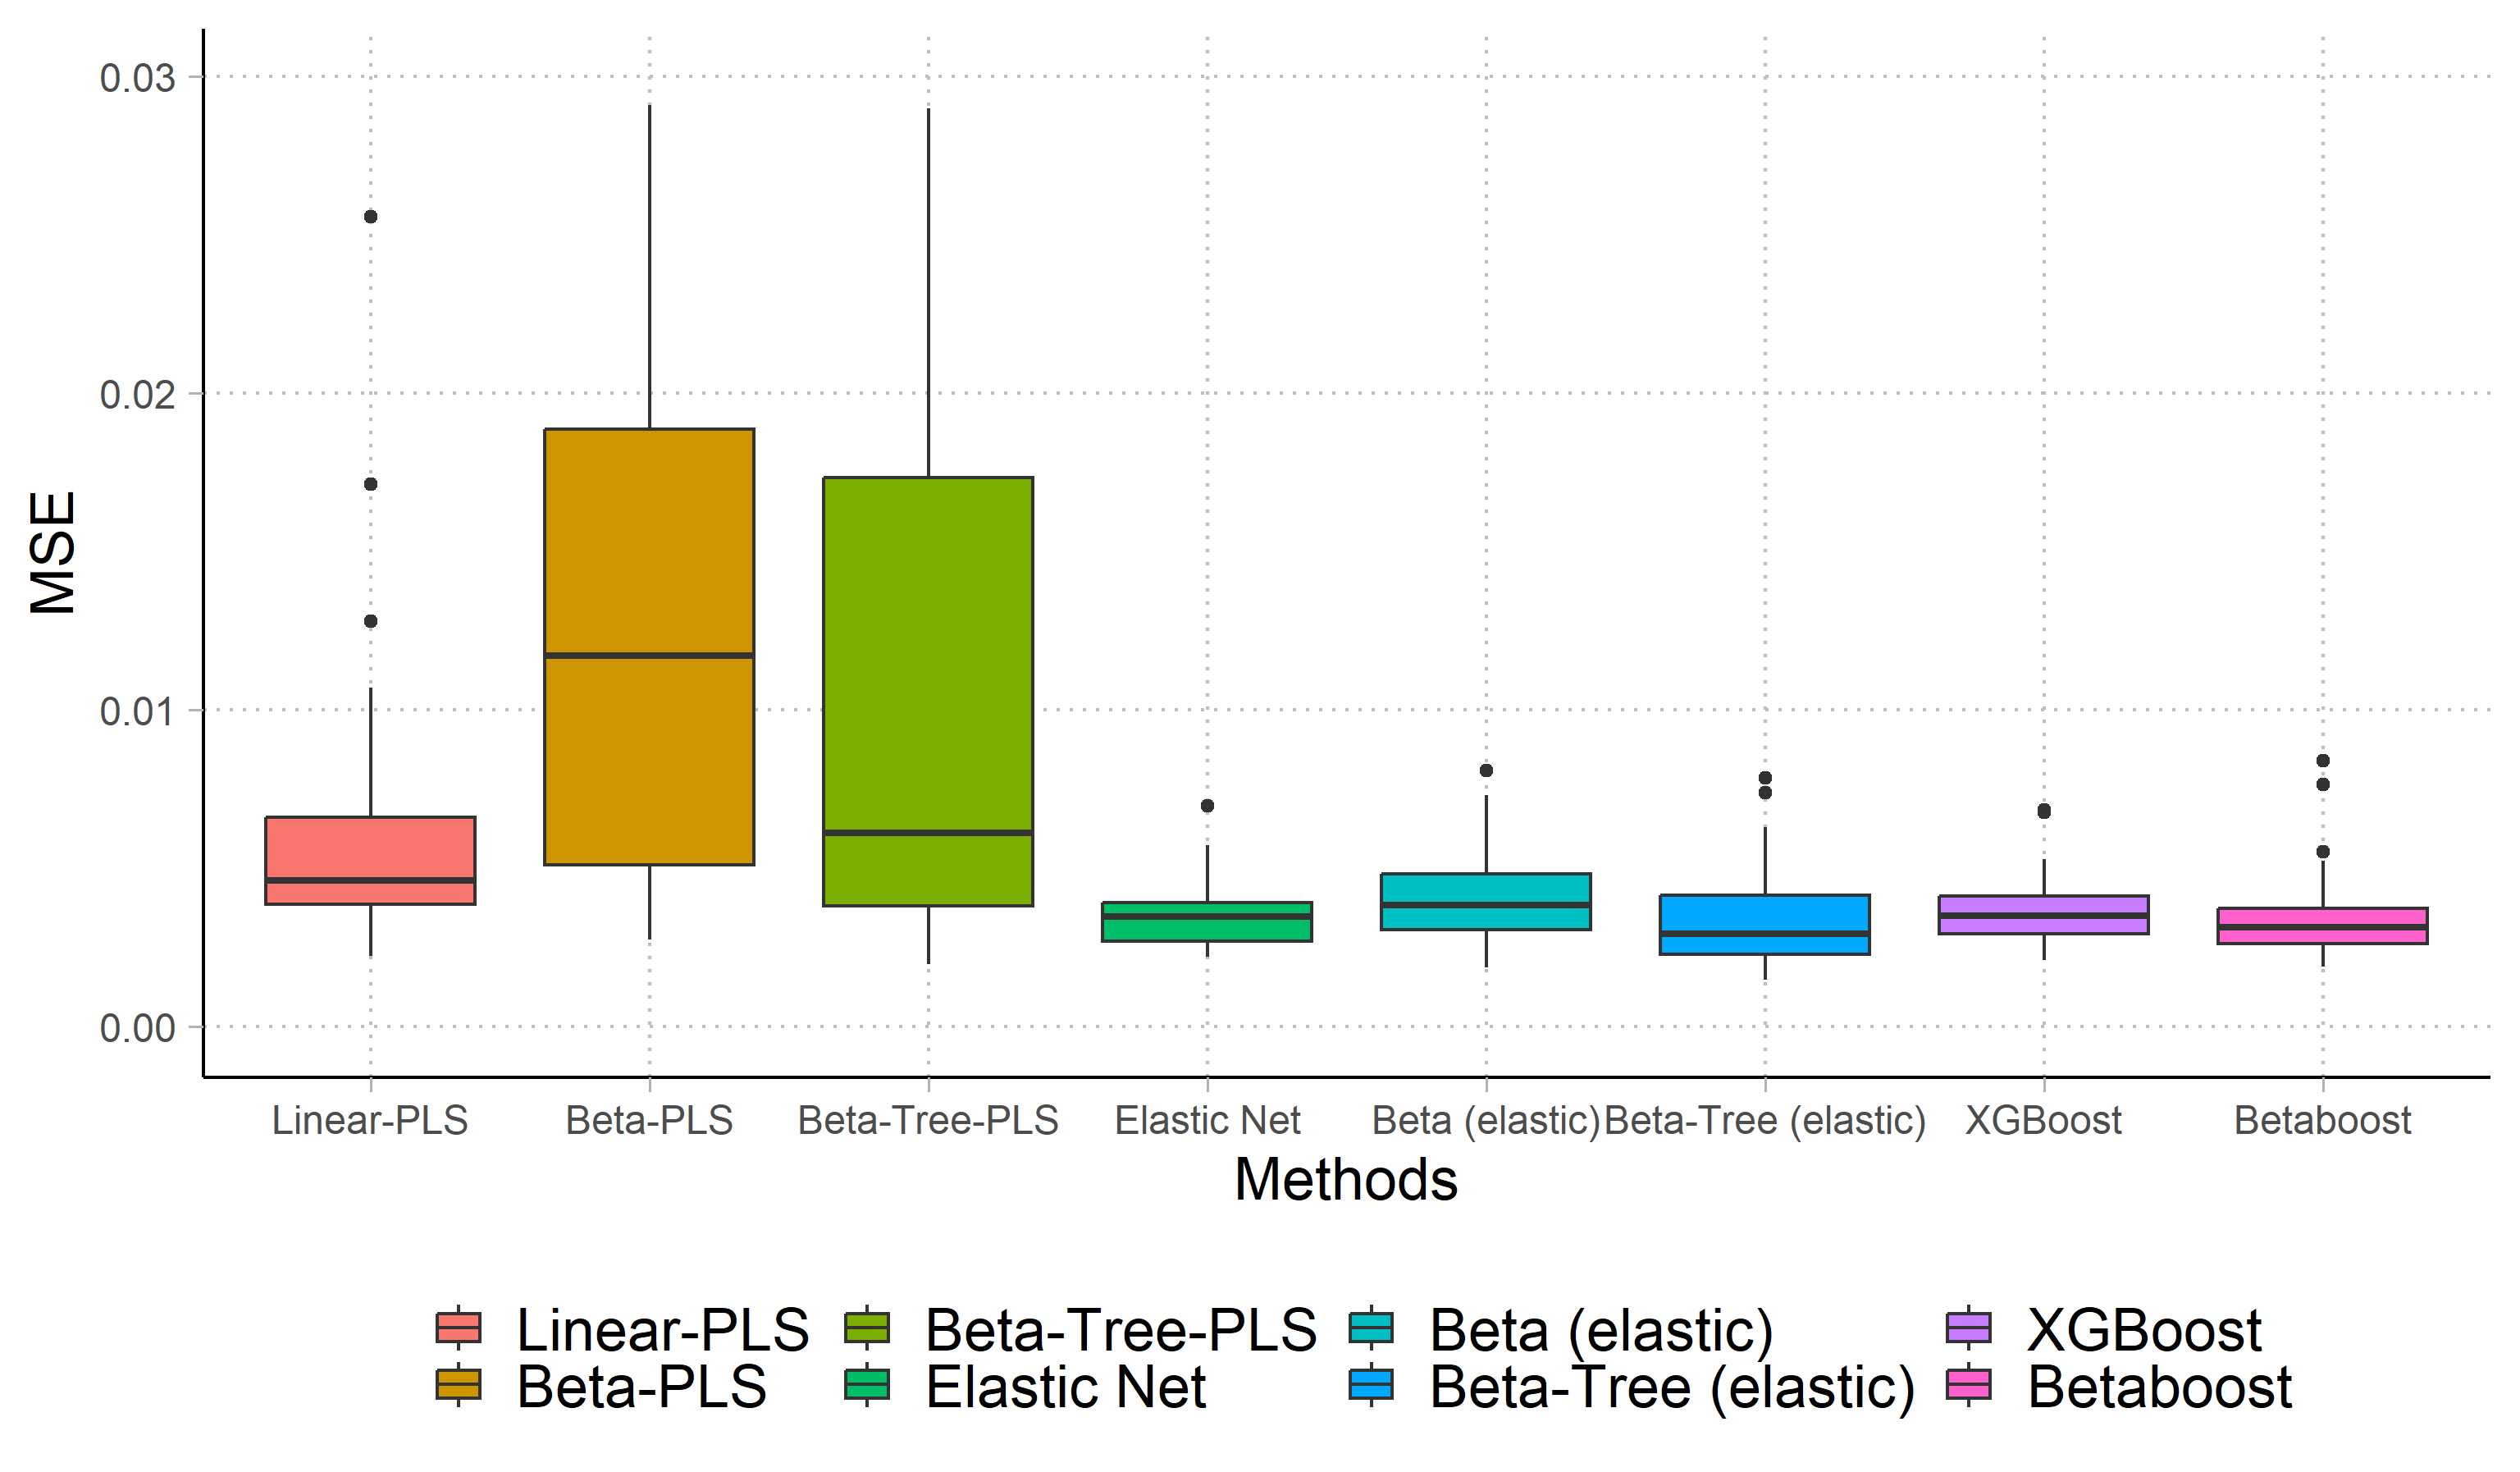 0.03
0.02
0.01
0.00
MSE
Linear-PLS
Beta-PLS
Beta-Tree-PLS
Elastic Net
Beta (elastic)
Beta-Tree (elastic)
XGBoost
Betaboost
Methods
Linear-PLS
Beta-Tree-PLS
Beta (elastic)
XGBoost
Beta-PLS
Elastic Net
Beta-Tree (elastic)
Betaboost